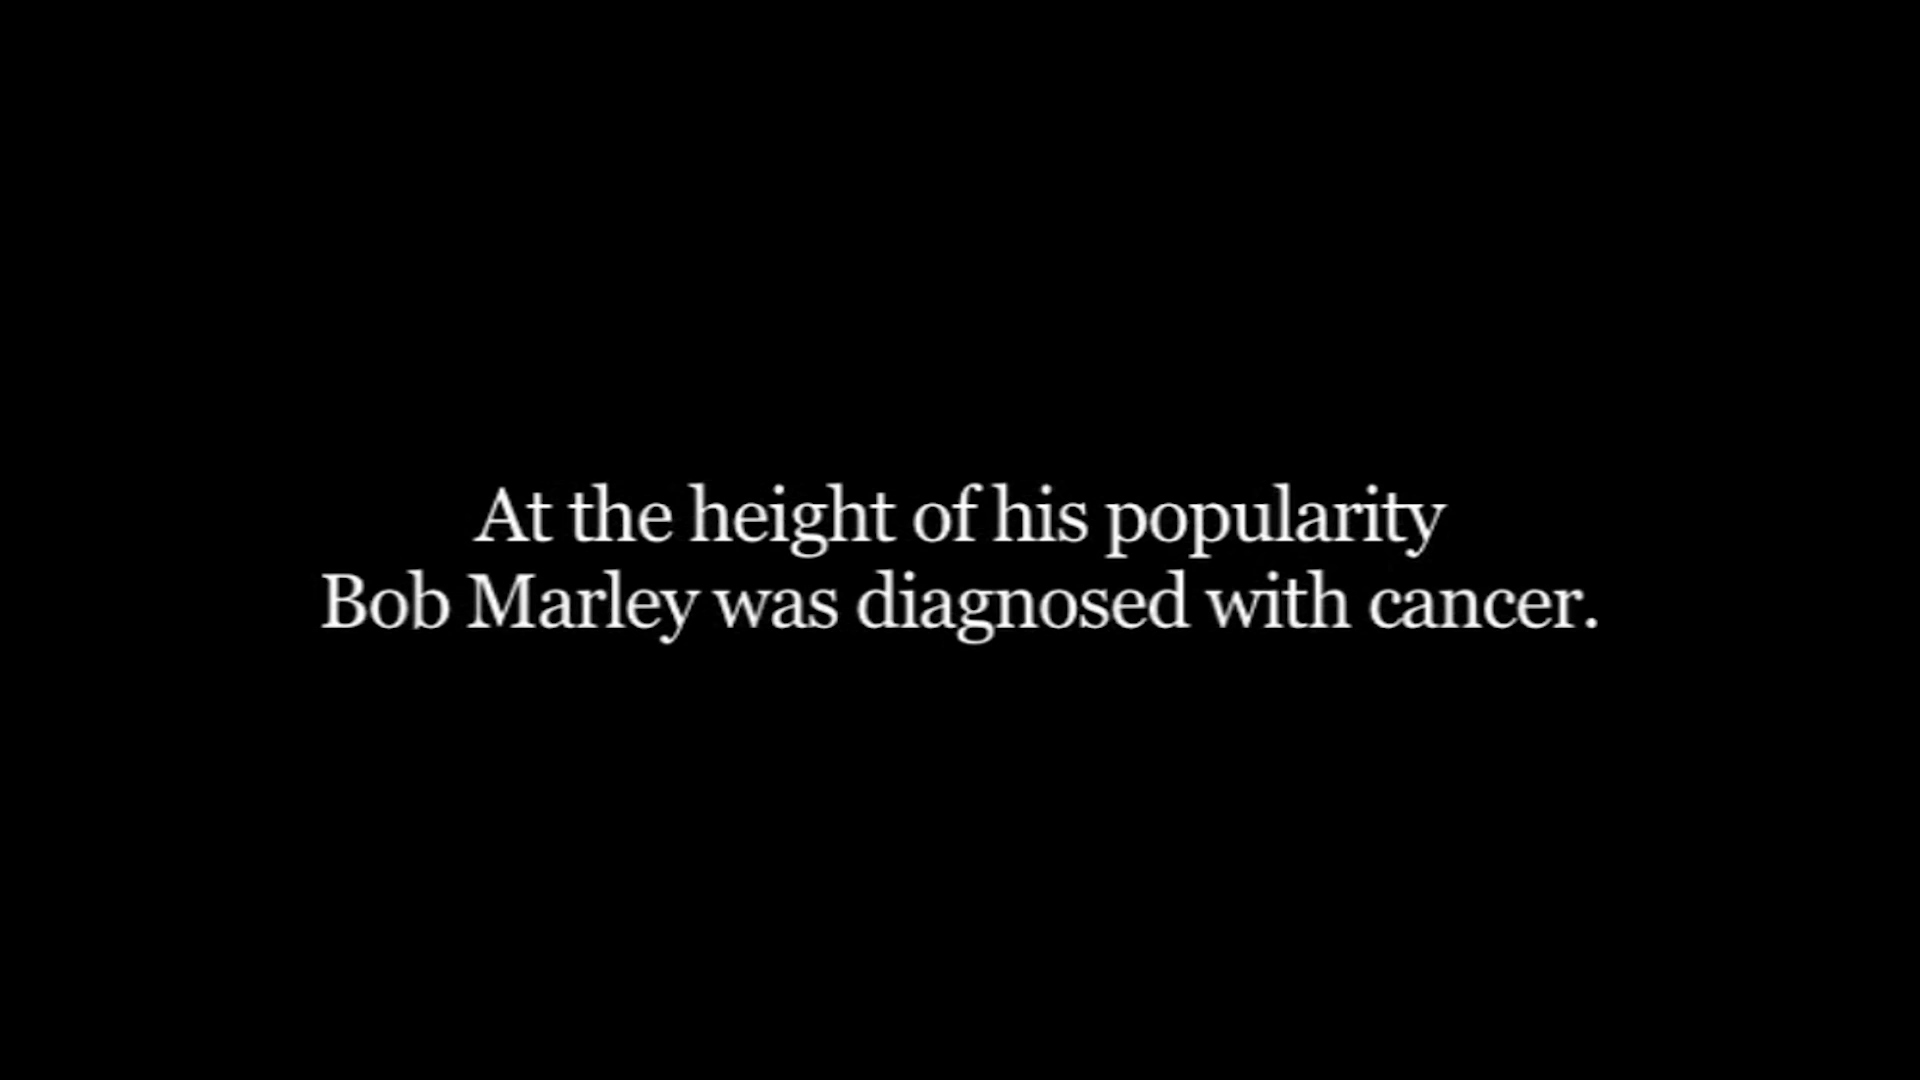 At the height of his popularity
Bob Marley was diagnosed with cancer.